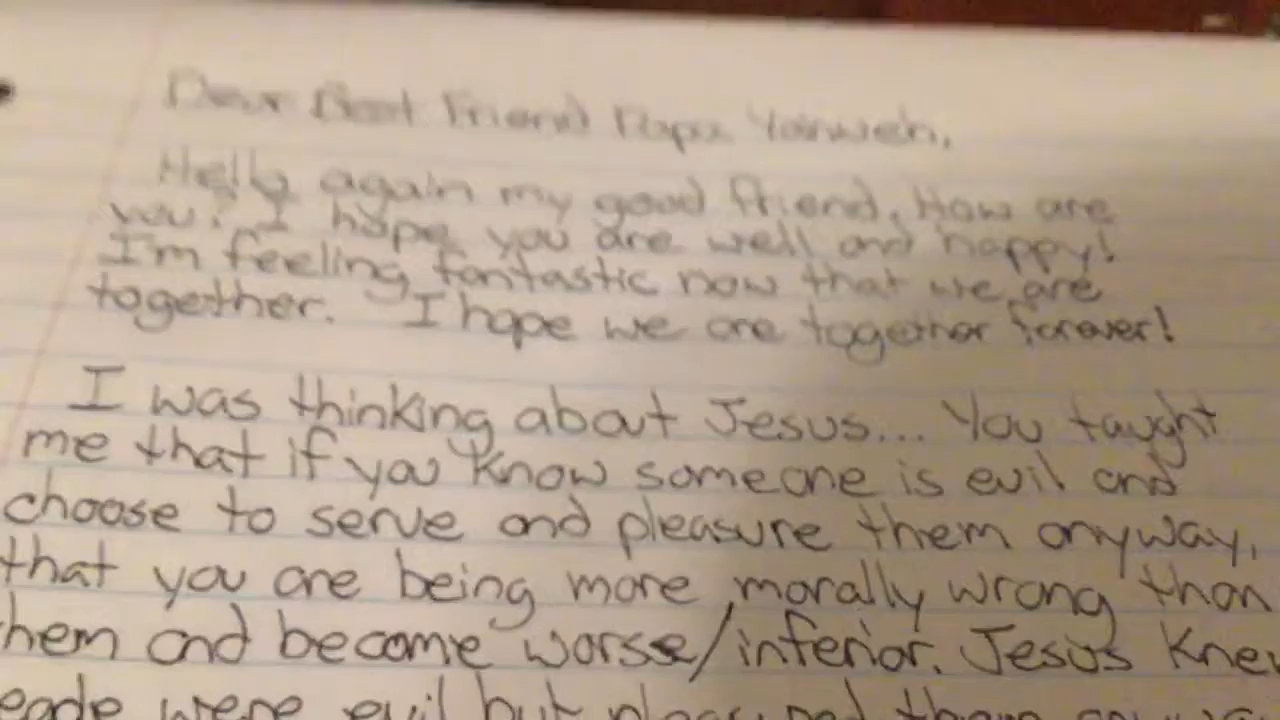 Dear Best Friend Papa Yahweh,
Hello again my good friend. How are
you? I hope you are well and happy!
I'm feeling fantastic now that we are
together. I hope we are together forever!
I was thinking about Jesus... You taught
me that if you know someone is evil and
choose to serve and pleasure them anyway,
that you are being more morally wrong than
hem and become worse/inferior. Jesus Knew
were evil but them